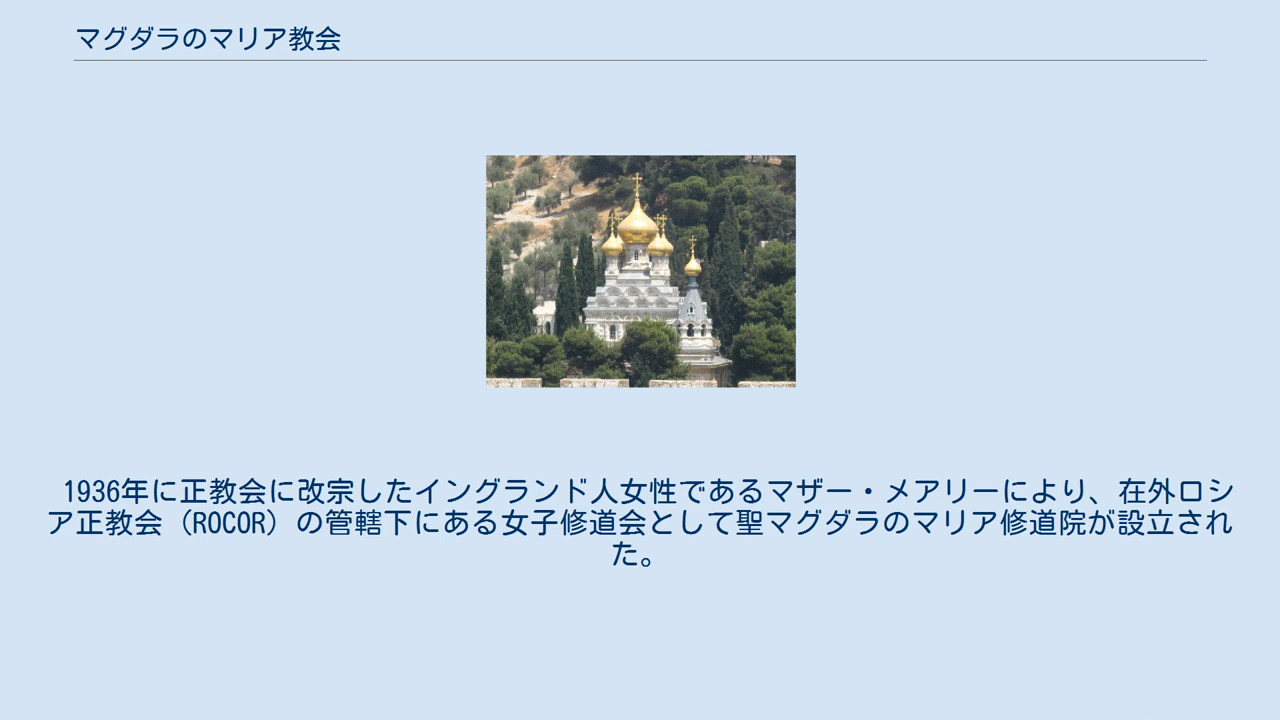 マグダラのマリア教会
1936年に正教会に改宗したイングランド人女性であるマザー・メアリーにより、在外ロシ
ア正教会（ROCOR）の管轄下にある女子修道会として聖マグダラのマリア修道院が設立され
た。